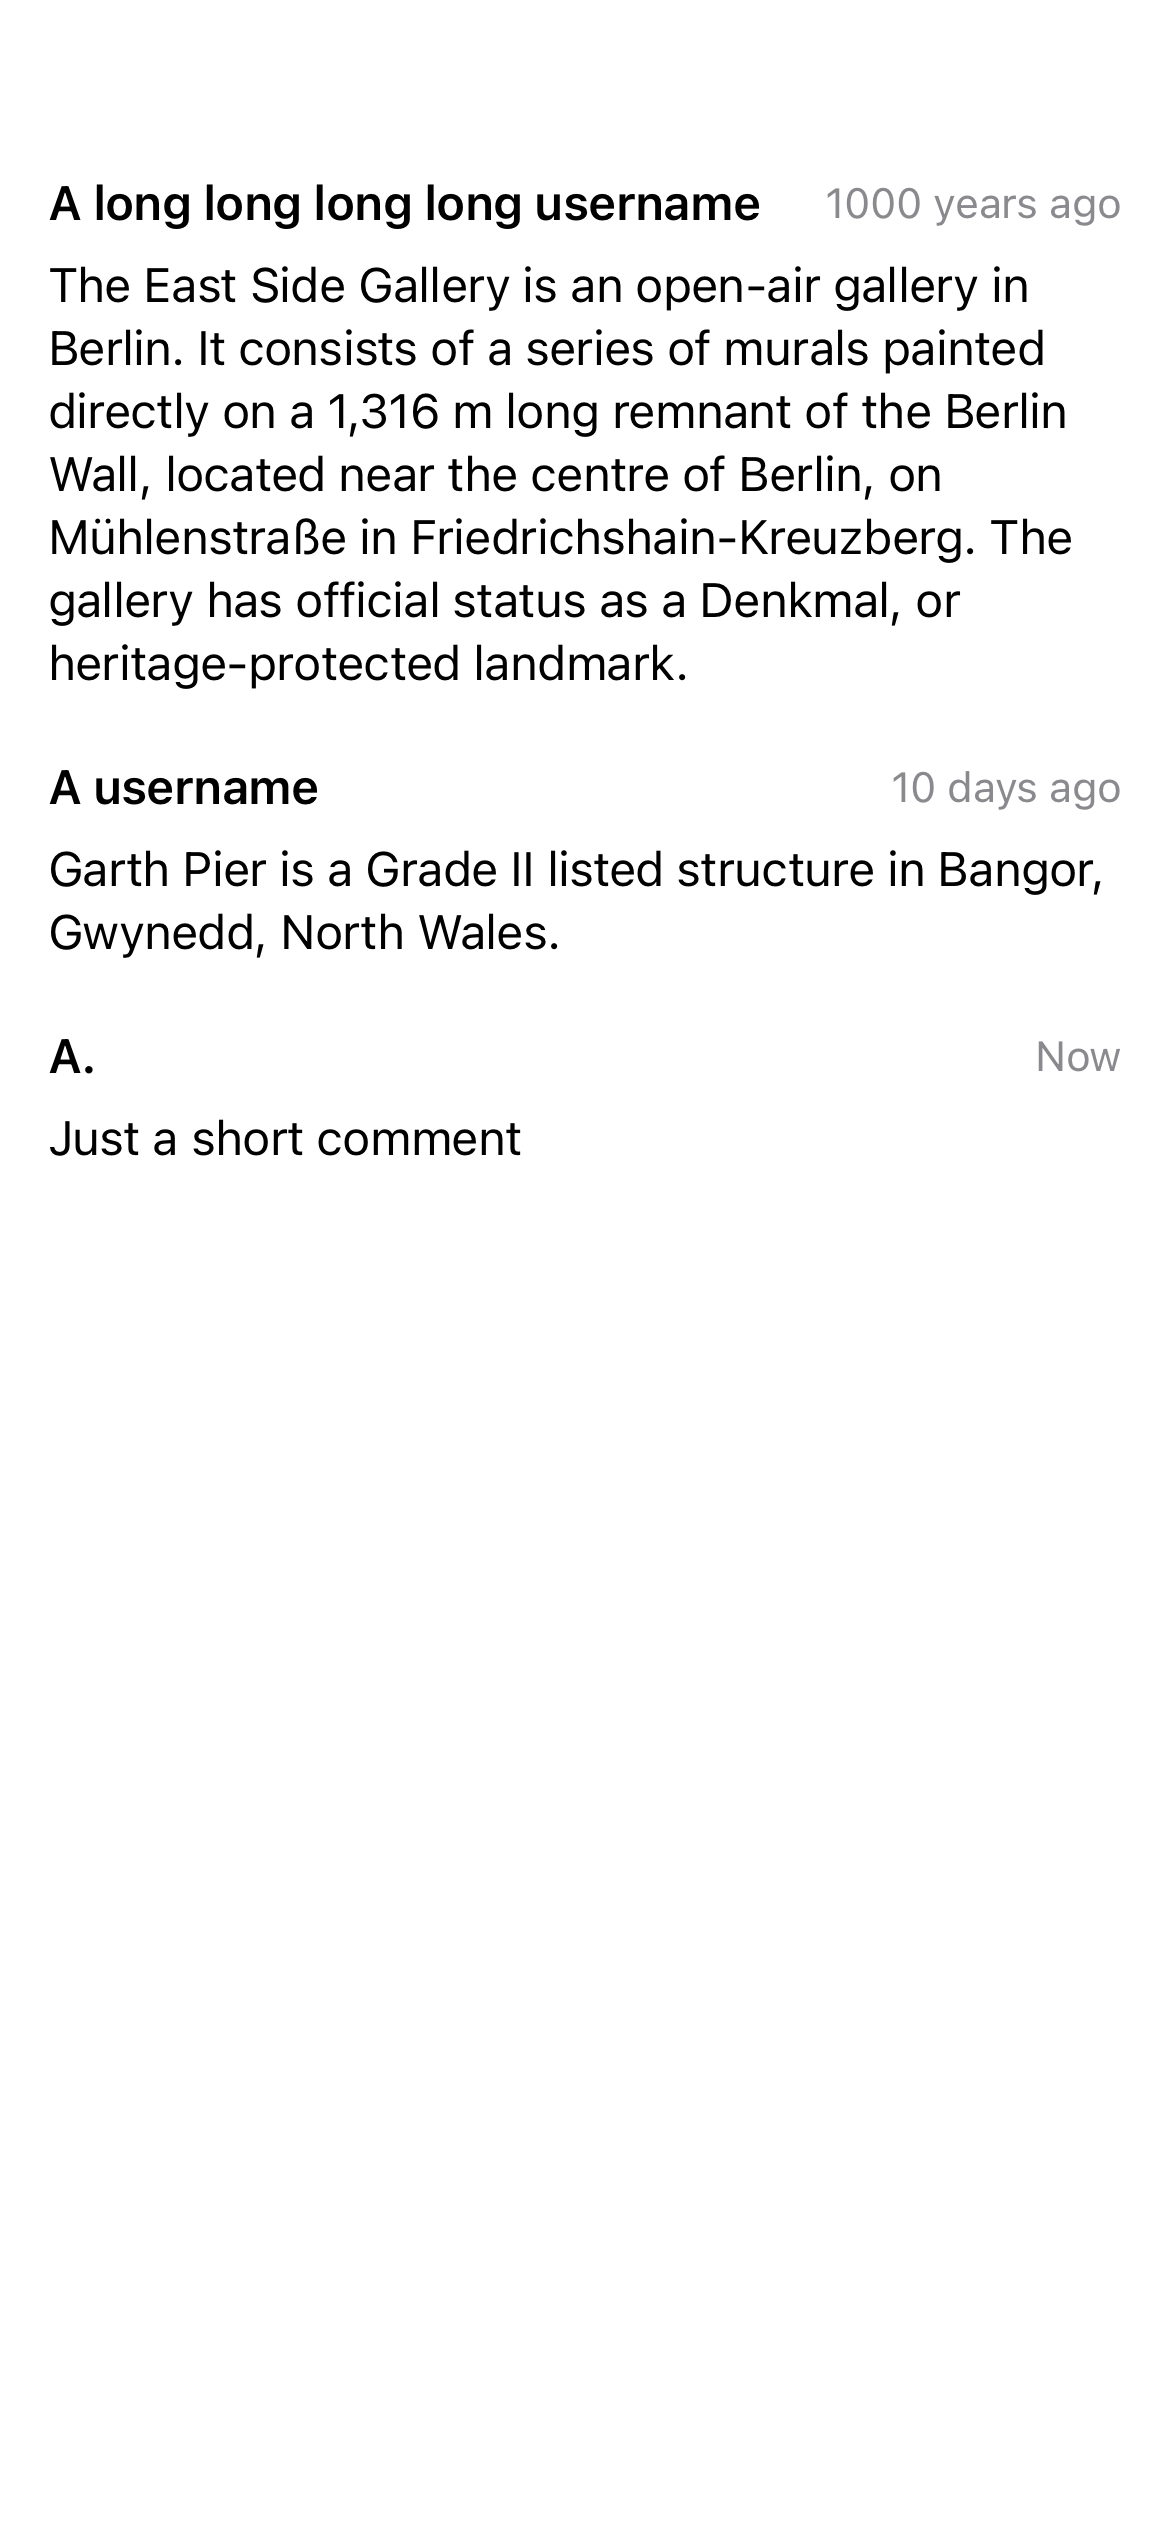 A long long long long username 1000 years ago
The East Side Gallery is an open-air gallery in
Berlin. It consists of a series of murals painted
directly on a 1,316 m long remnant of the Berlin
Wall, located near the centre of Berlin, on
Mühlenstraße in Friedrichshain-Kreuzberg. The
gallery has official status as a Denkmal, or
heritage-protected landmark.
A username 10 days ago
Garth Pier is a Grade II listed structure in Bangor,
Gwynedd, North Wales.
A. Now
Just a short comment